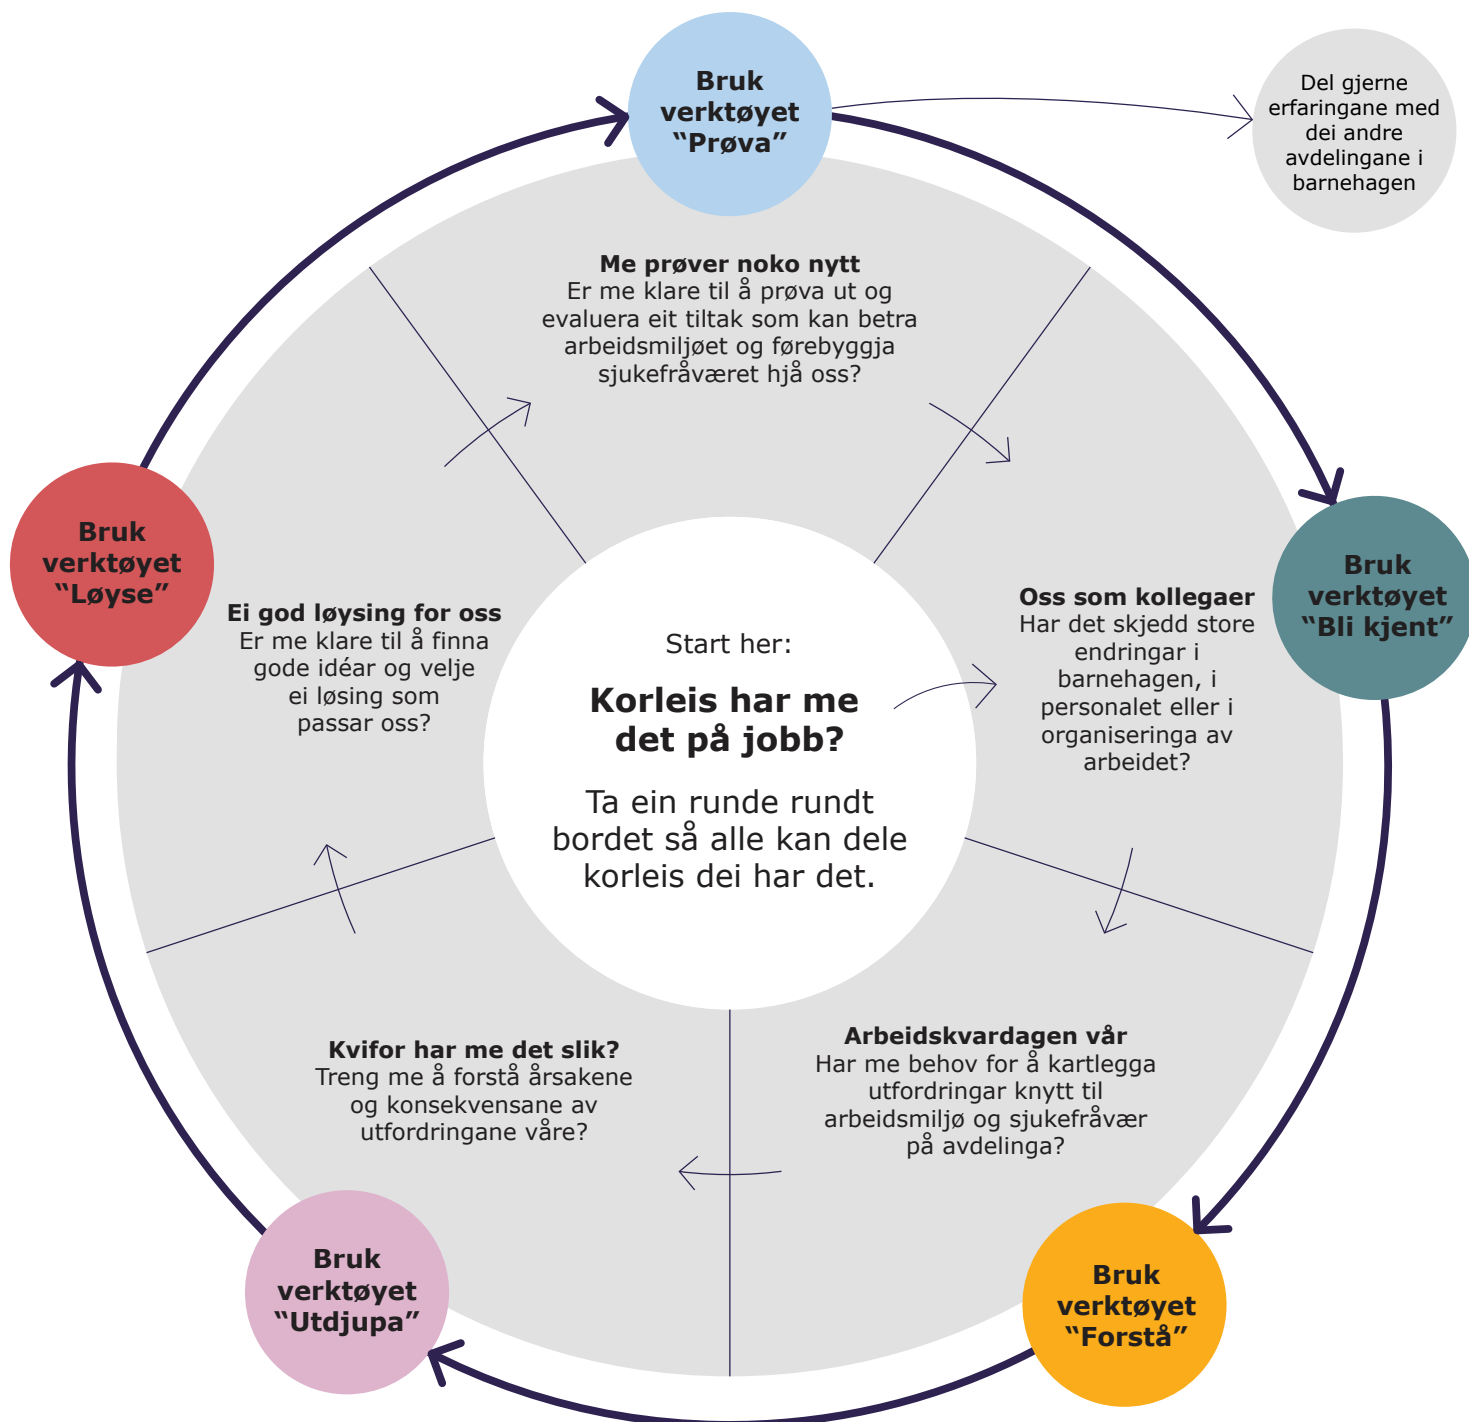 Bruk
verktøyet
“Prøva”
Del gjerne
erfaringane med
dei andre
avdelingane i
barnehagen
Me prøver noko nytt
Er me klare til å prøva ut og
evaluera eit tiltak som kan betra
arbeidsmiljøet og førebyggja
sjukefråværet hjå oss?
Bruk
verktøyet
“Løyse”
Ei god løysing for oss
Er me klare til å finna
gode idéar og velje
ei løsing som
passar oss?
Start her:
Korleis har me
det på jobb?
Ta ein runde rundt
bordet så alle kan dele
korleis dei har det.
Oss som kollegaer
Har det skjedd store
endringar i
barnehagen, i
personalet eller i
organiseringa av
arbeidet?
Bruk
verktøyet
“Bli kjent”
Arbeidskvardagen vår
Har me behov for å kartlegga
utfordringar knytt til
arbeidsmiljø og sjukefråvær
på avdelinga?
Bruk
verktøyet
“Forstå”
Kvifor har me det slik?
Treng me å forstå årsakene
og konsekvensane av
utfordringane våre?
Bruk
verktøyet
“Utdjupa”